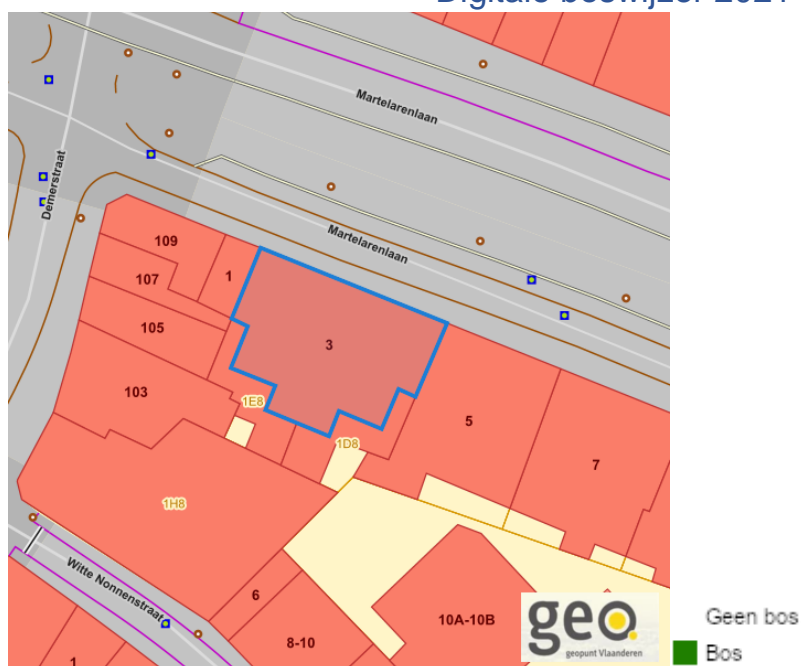 Martelarenlaan
Demerstraat
Martelarenlaan
109
107
1
105
3
103
1E8
5
1D8
7
1H8
Witte Nonnenstraat
6
8-10
10A-10B
1
geo
geopunt Vlaanderen
Geen bos
Bos